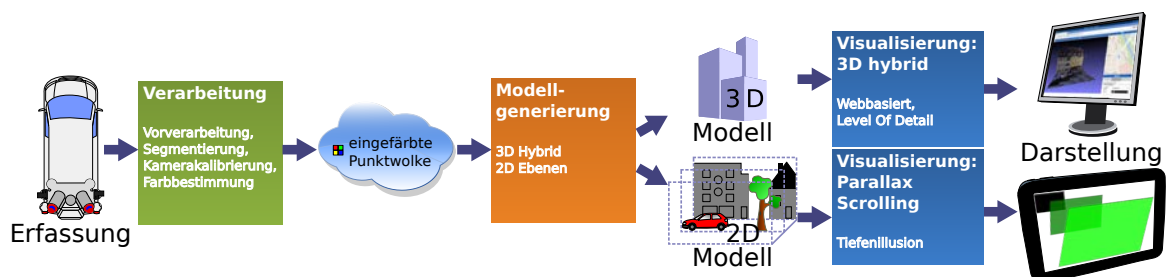 Erfassung
Verarbeitung
Vorverarbeitung,
Segmentierung,
Kamerakalibrierung,
Farbbestimmung
eingefärbte
Punktwolke
Modell-
generierung
3D Hybrid
2D Ebenen
3D
Modell
2D
Modell
Visualisierung:
3D hybrid
Webbasiert,
Level Of Detail
Visualisierung:
Parallax
Scrolling
Tiefenillusion
Darstellung